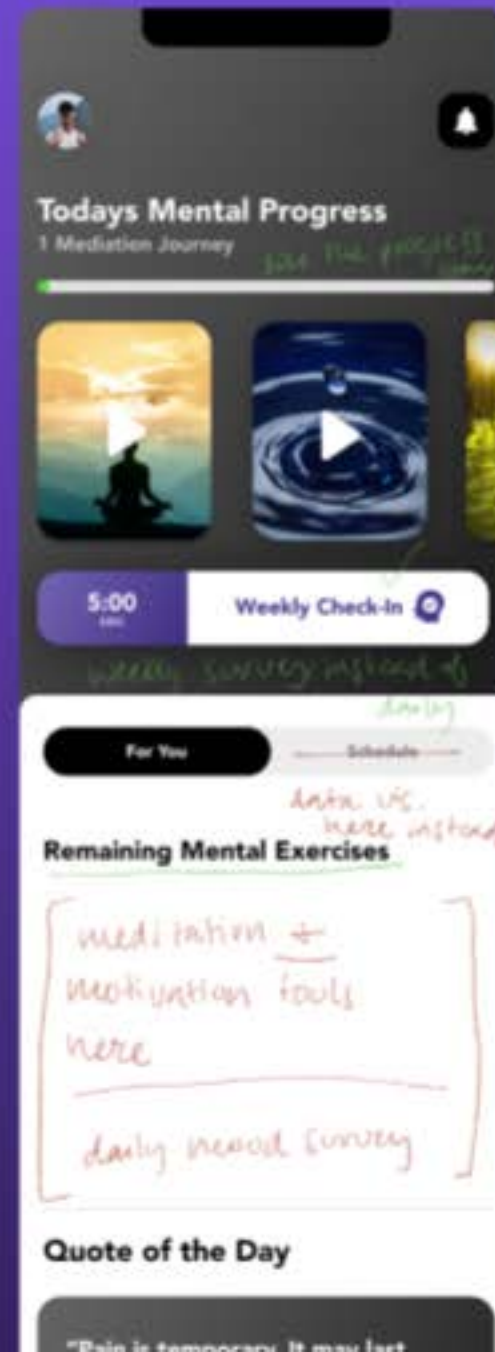 Todays Mental Progress
1 Mediation Journey
the progress
5:00
Weekly Check-In
weekly survey instead of
daily
For You
Schedule
data vis.
here instead
Remaining Mental Exercises
meditation +
motivation tools
here
daily mood survey
Quote of the Day
"Pain is temporary. It may last